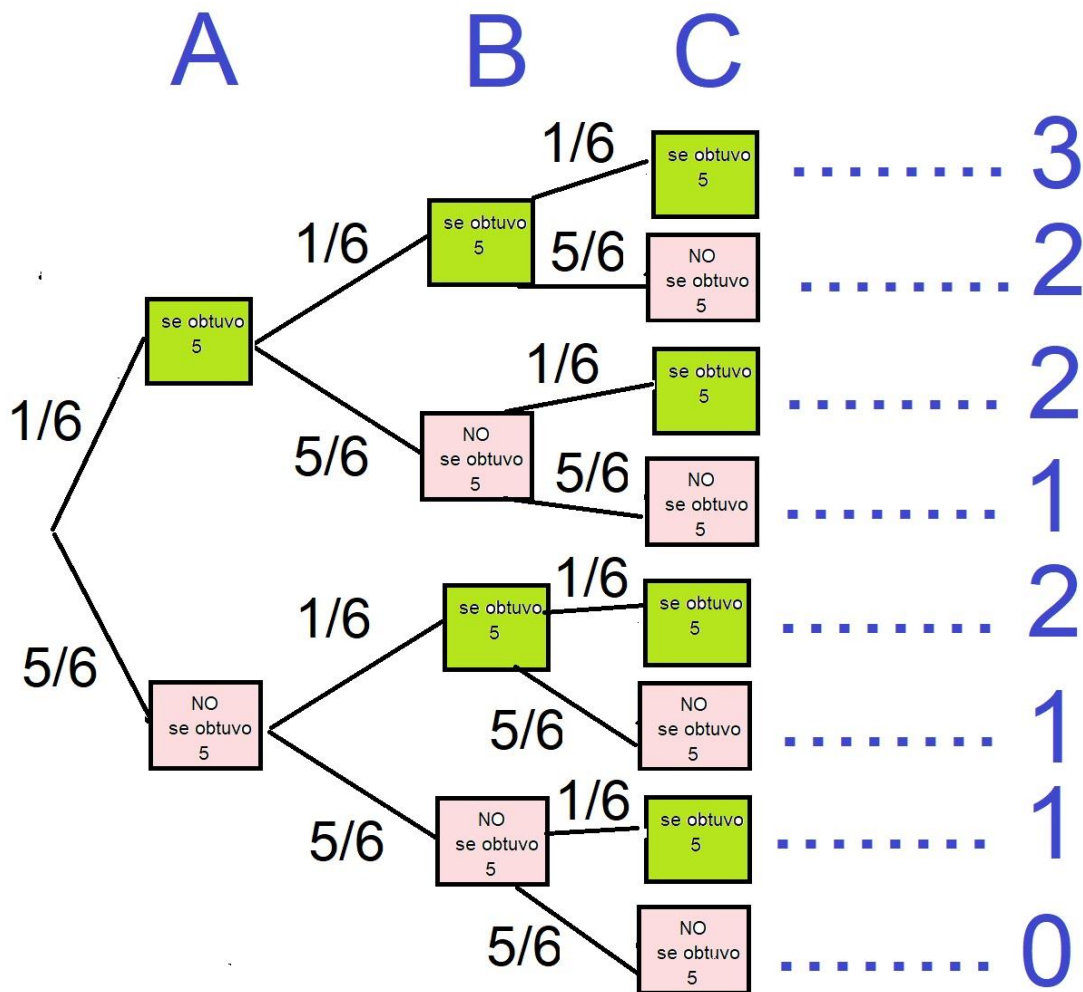 A B C
1/6
se obtuvo
5
........ 3
1/6
se obtuvo
5
5/6
NO
se obtuvo
5
........ 2
se obtuvo
5
1/6
5/6
NO
se obtuvo
5
1/6
se obtuvo
5
........ 2
5/6
NO
se obtuvo
5
........ 1
1/6
5/6
NO
se obtuvo
5
1/6
se obtuvo
5
1/6
se obtuvo
5
........ 2
5/6
NO
se obtuvo
5
........ 1
5/6
NO
se obtuvo
5
1/6
se obtuvo
5
........ 1
5/6
NO
se obtuvo
5
........ 0